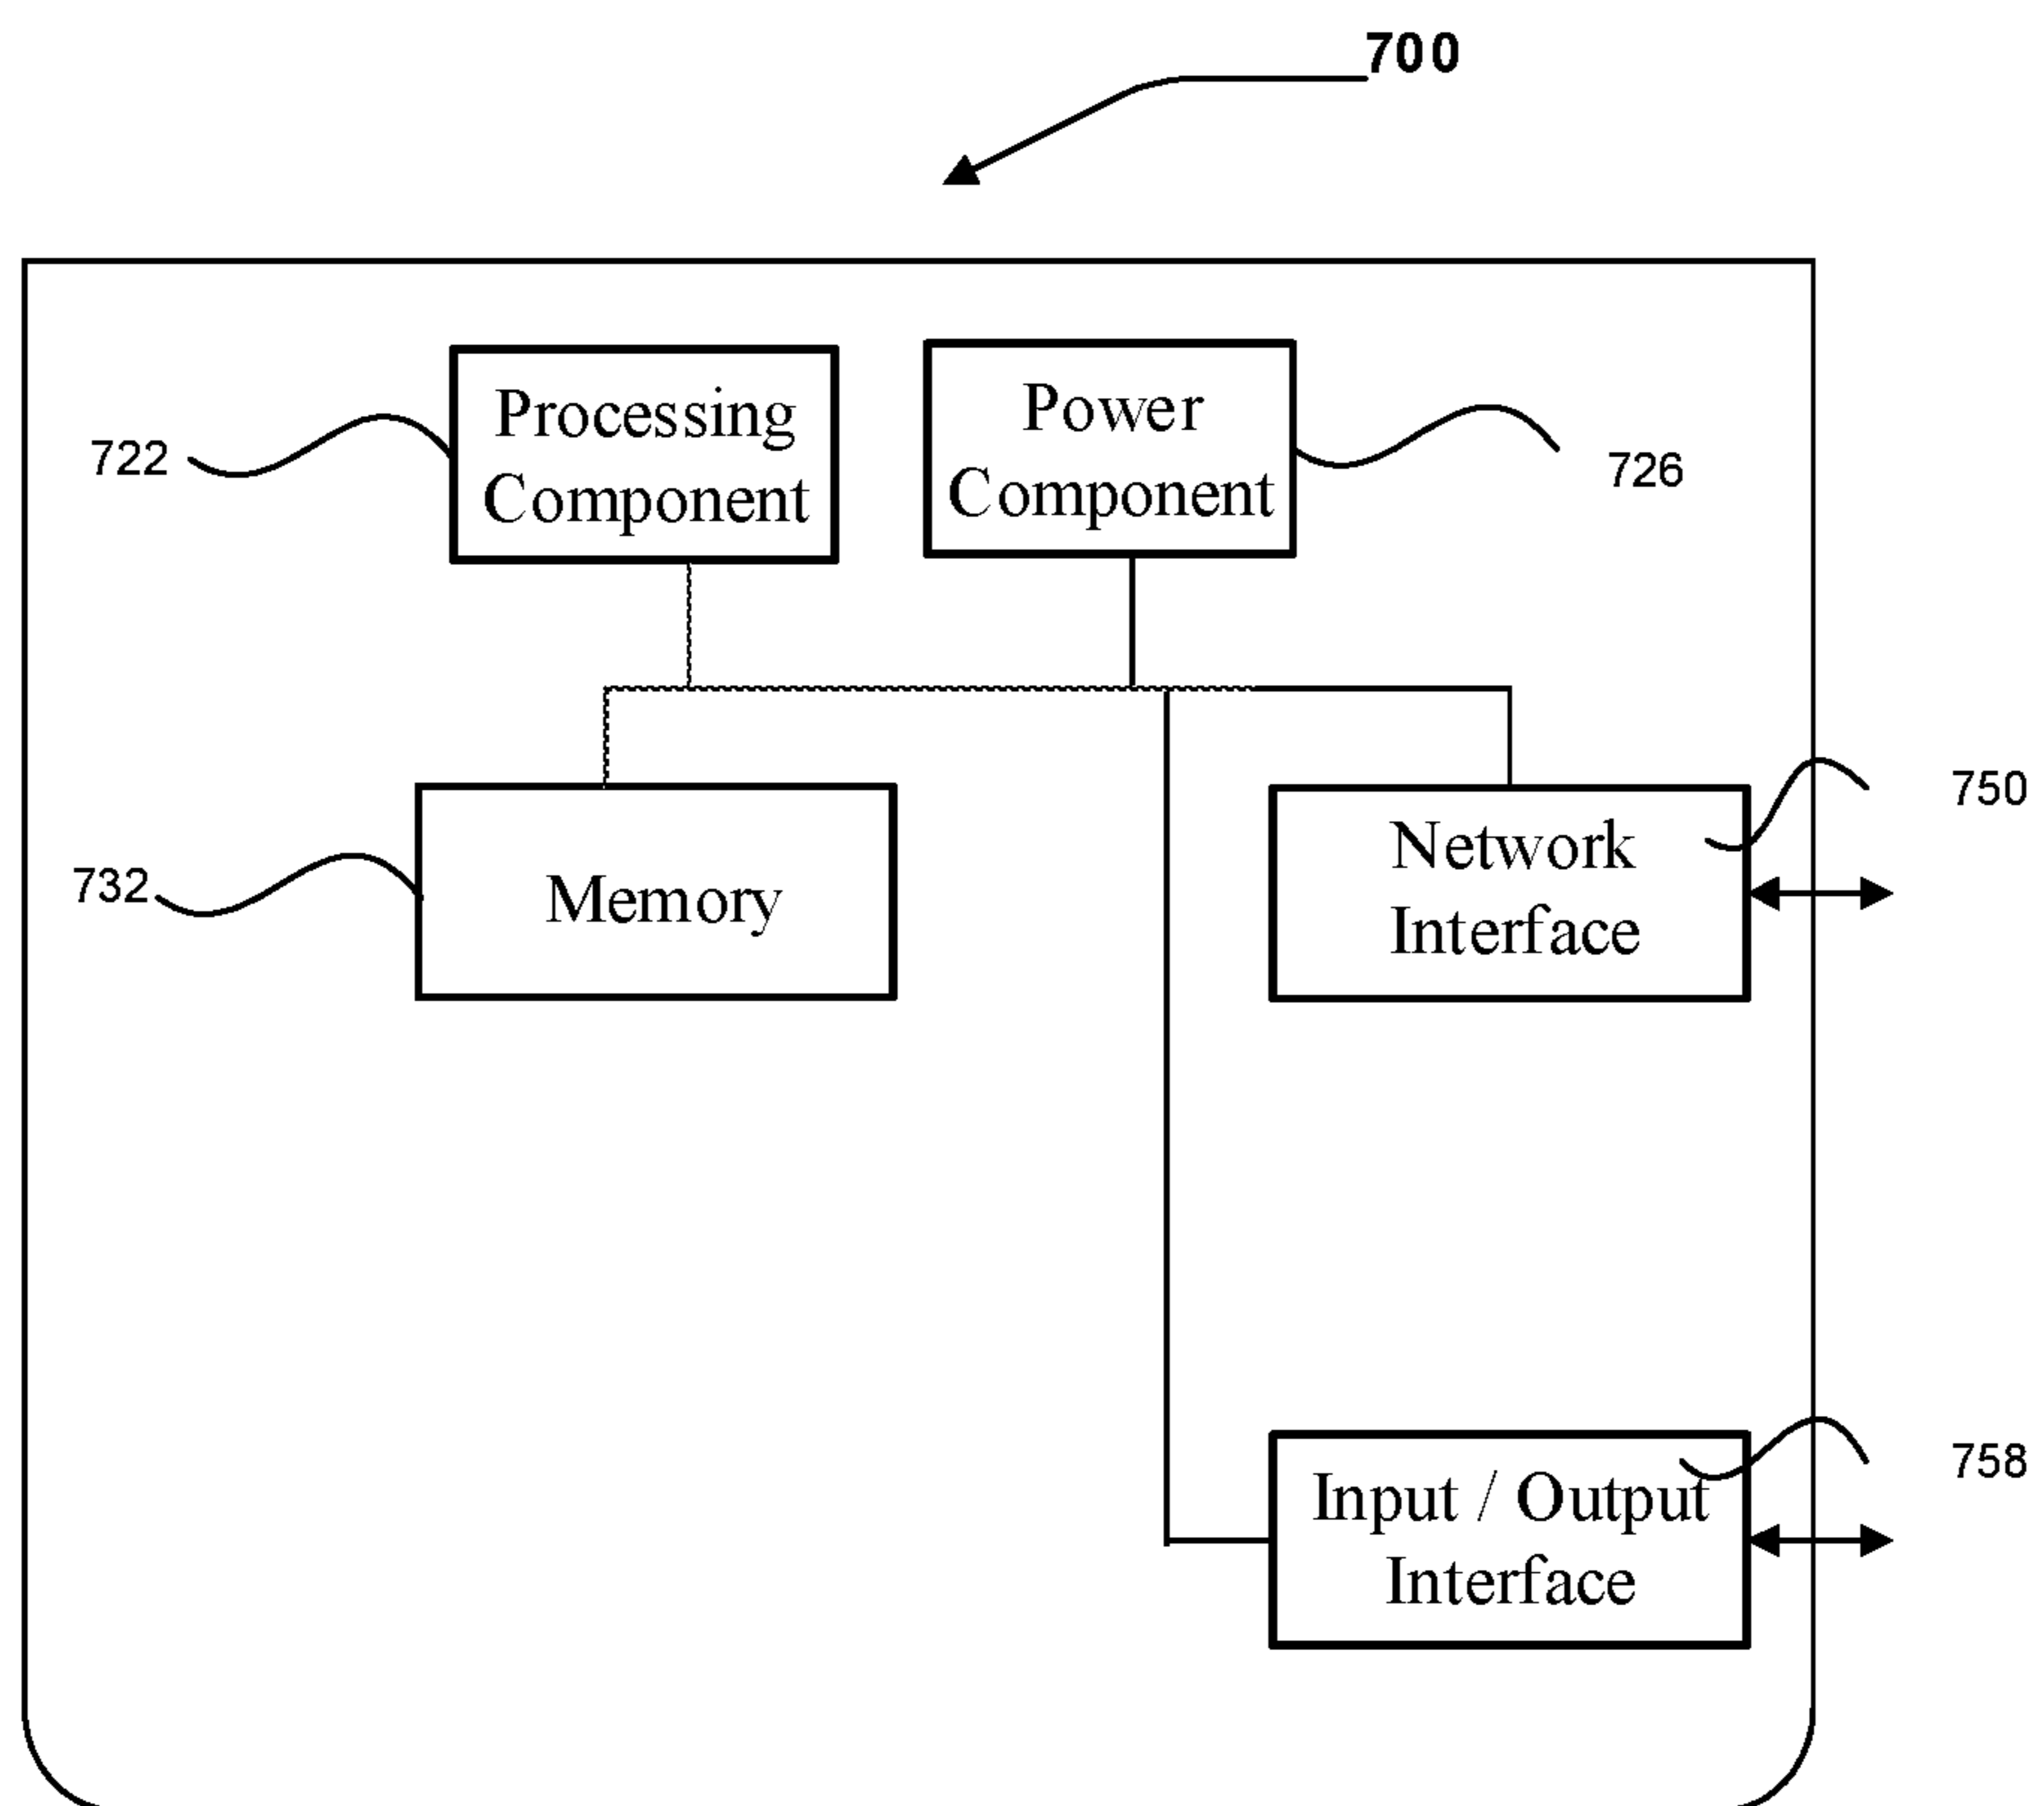 700
Processing
Component
722
Power
Component
726
Memory
732
Network
Interface
750
Input / Output
Interface
758